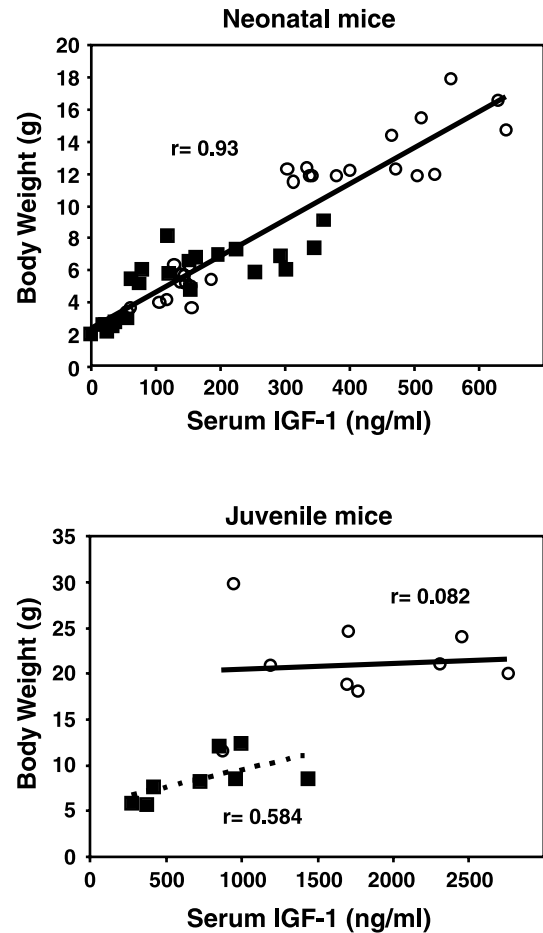 Neonatal mice
20
18
16
14
12
10
8
6
4
2
0
Body Weight (g)
r= 0.93
0 100 200 300 400 500 600
Serum IGF-1 (ng/ml)
Juvenile mice
35
30
25
20
15
10
5
0
Body Weight (g)
r= 0.082
r= 0.584
0 500 1000 1500 2000 2500
Serum IGF-1 (ng/ml)